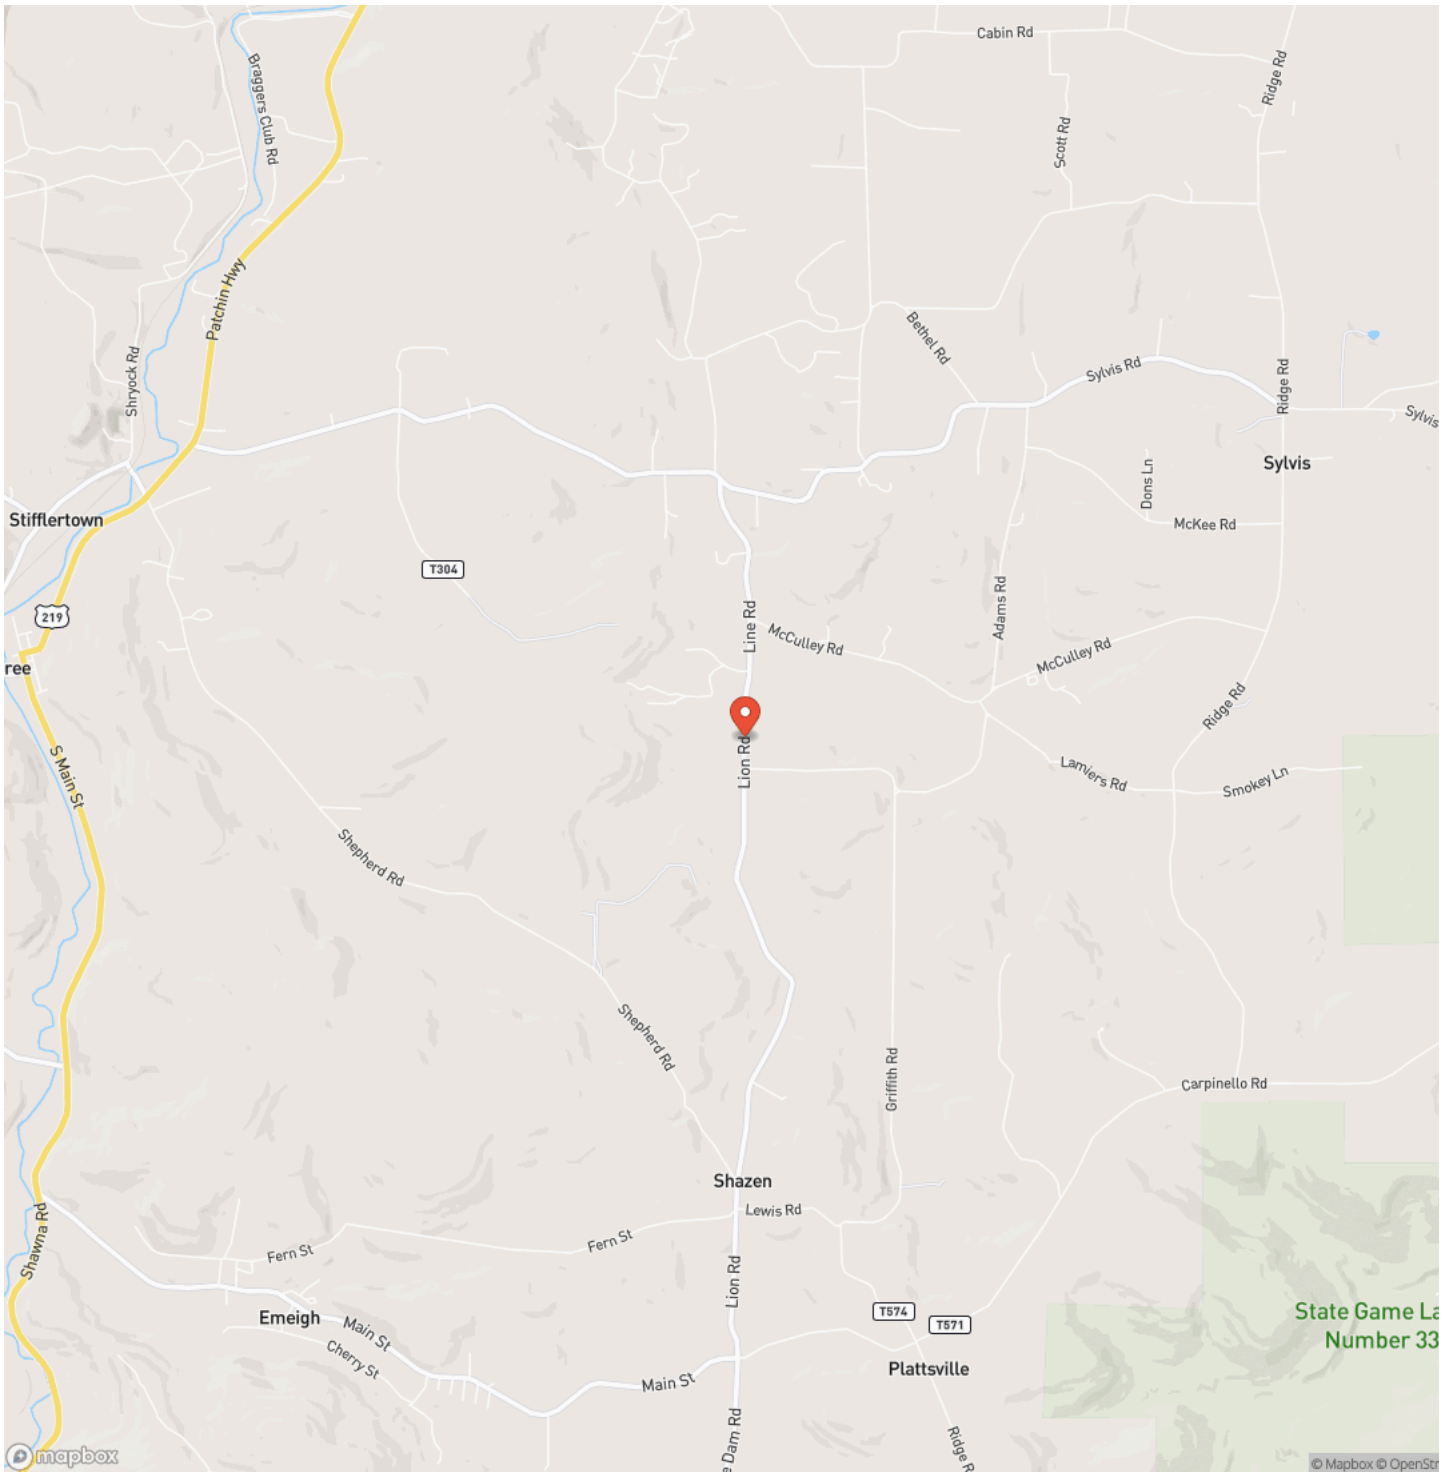 Cabin Rd
Ridge Rd
Braggers Club Rd
Scott Rd
Patchin Hwy
Bethel Rd
Shryock Rd
Sylvis Rd
Ridge Rd
Sylvis
Sylvis
Dons Ln
Stifflertown
McKee Rd
T304
219
Line Rd
Adams Rd
McCulley Rd
McCulley Rd
ree
Ridge Rd
S Main St
Lion Rd
Lamiers Rd
Smokey Ln
Shepherd Rd
Shepherd Rd
Griffith Rd
Carpinello Rd
Shazen
Lewis Rd
Shawna Rd
Fern St
Fern St
Lion Rd
Emeigh
Main St
Cherry St
T574
T571
State Game La
Number 33
Plattsville
Main St
e Dam Rd
Ridge R
mapbox
© Mapbox © OpenStr